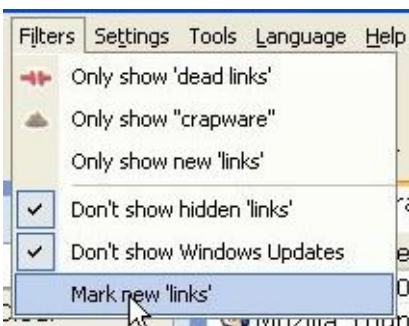 Filters Settings Tools Language Help
Only show 'dead links'
Only show "crapware"
Only show new 'links'
Don't show hidden 'links'
Don't show Windows Updates
Mark new 'links'